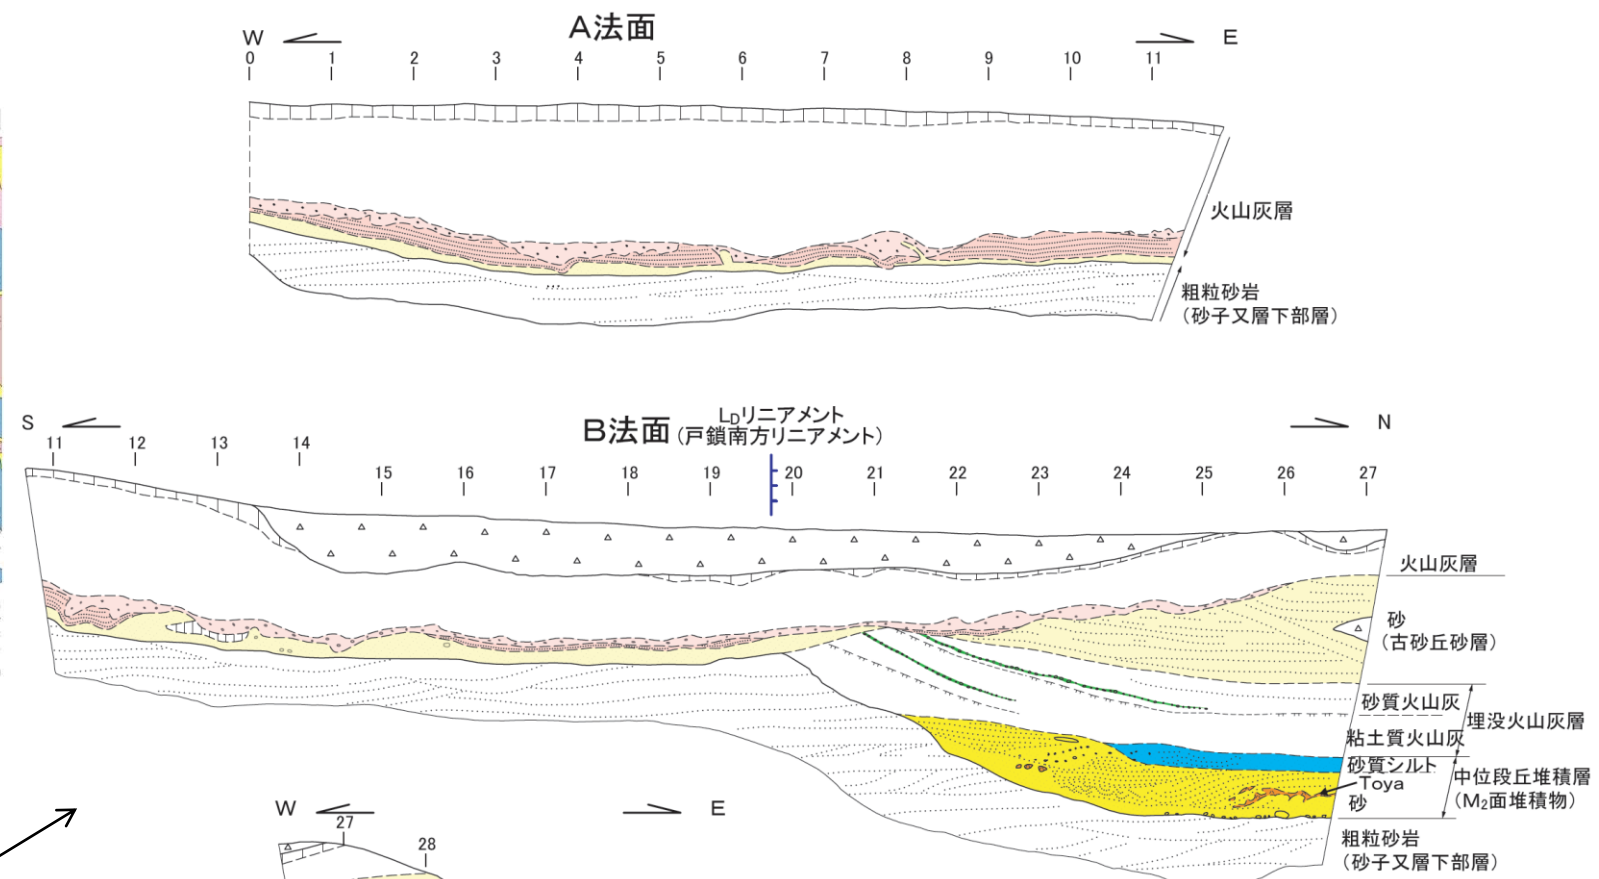 A法面
W E
0 1 2 3 4 5 6 7 8 9 10 11
火山灰層
粗粒砂岩
(砂子又層下部層)
LDリニアメント
B法面 (戸鎖南方リニアメント)
S N
11 12 13 14 15 16 17 18 19 20 21 22 23 24 25 26 27
火山灰層
砂
(古砂丘砂層)
砂質火山灰
埋没火山灰層
粘土質火山灰
砂質シルト
Toya
砂
中位段丘堆積層
(M₂面堆積物)
粗粒砂岩
(砂子又層下部層)
W E
27
28